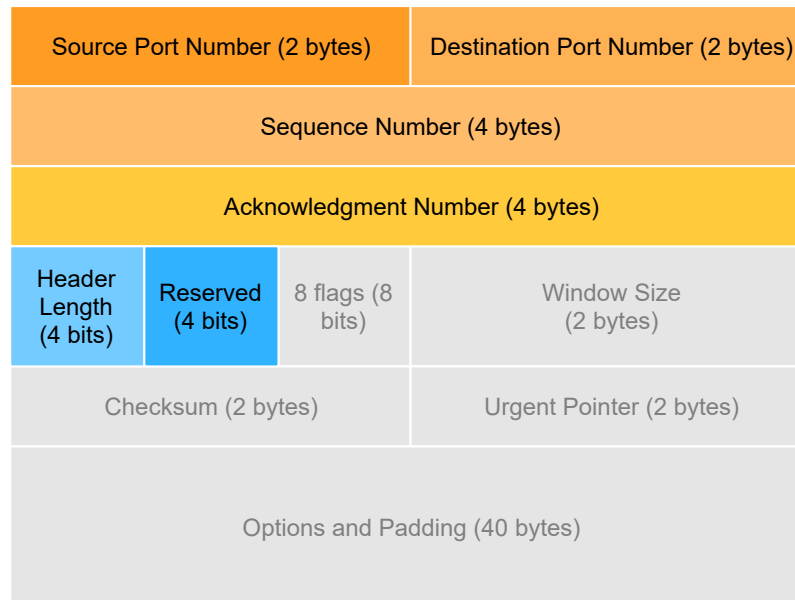 Source Port Number (2 bytes)
Destination Port Number (2 bytes)
Sequence Number (4 bytes)
Acknowledgment Number (4 bytes)
Header
Length
(4 bits)
Reserved
(4 bits)
8 flags (8
bits)
Window Size
(2 bytes)
Checksum (2 bytes)
Urgent Pointer (2 bytes)
Options and Padding (40 bytes)